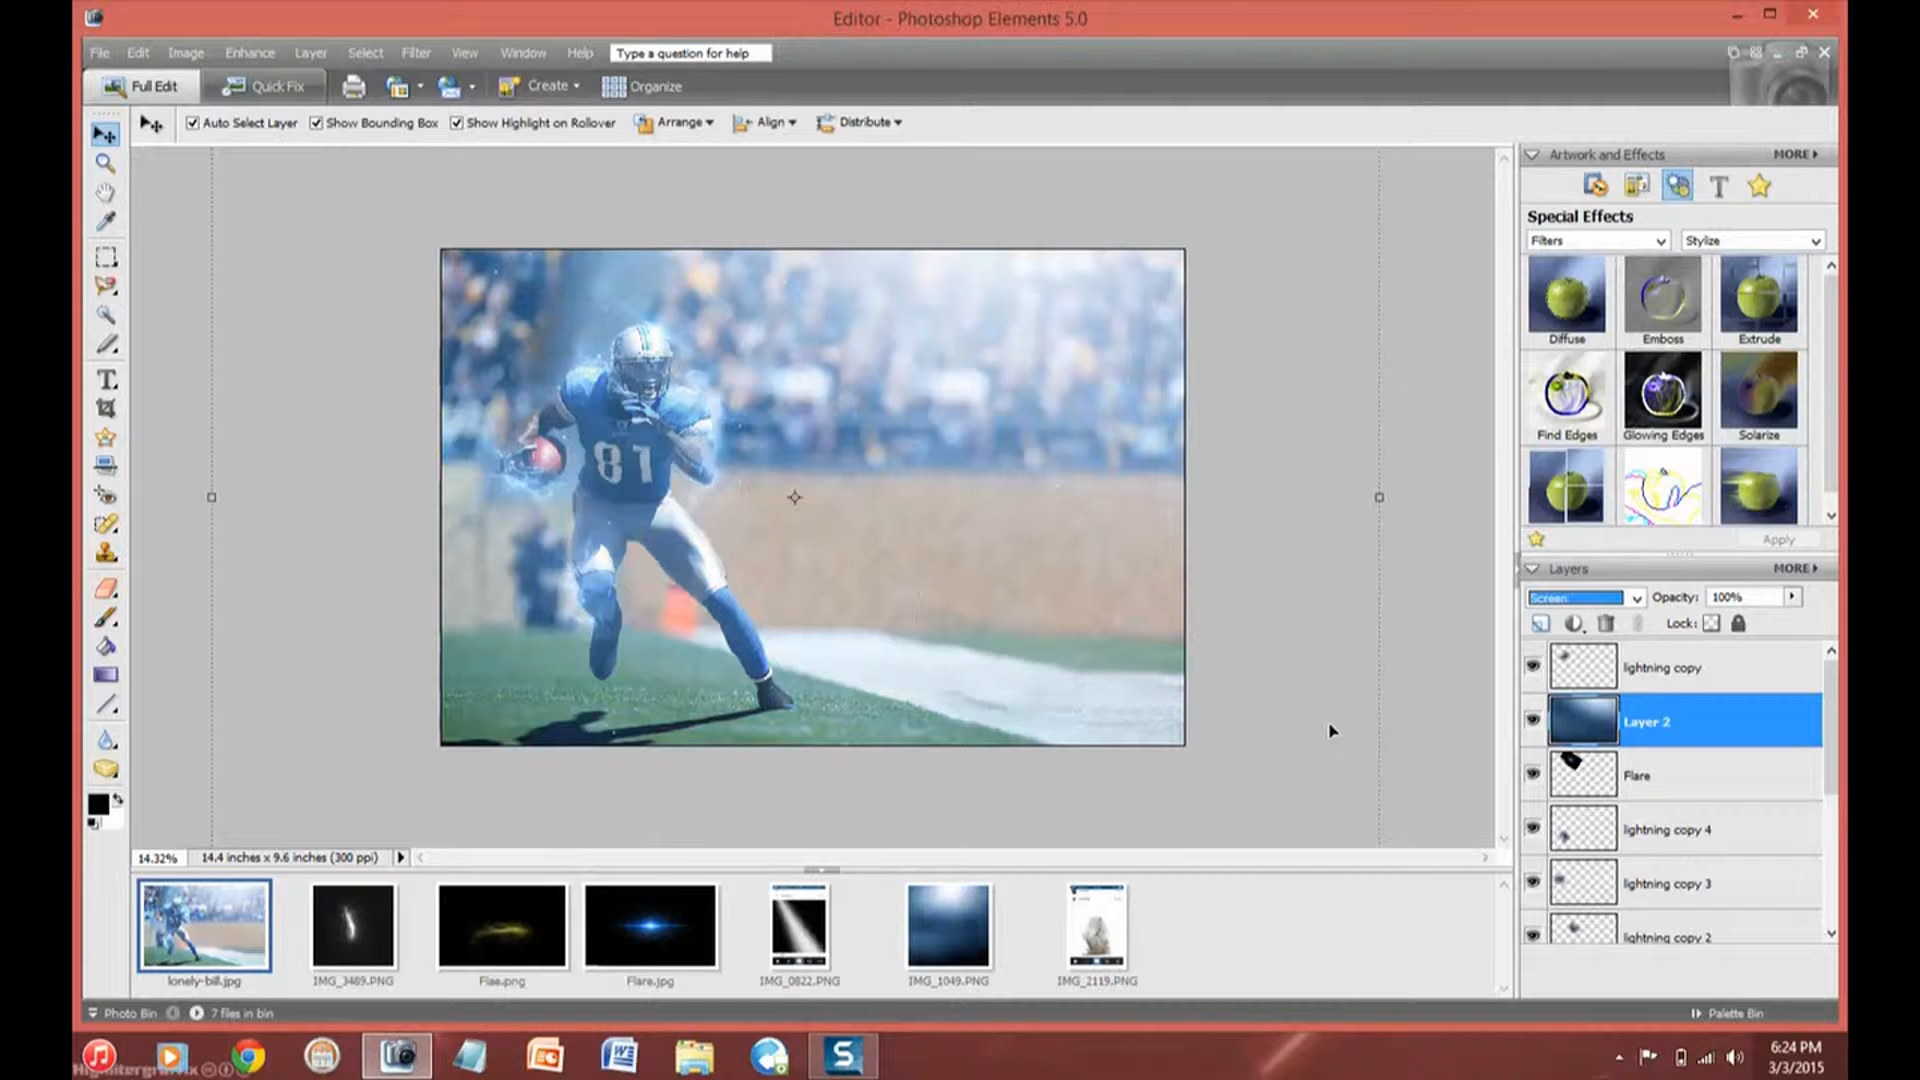 Editor - Photoshop Elements 5.0
File Edit Image Enhance Layer Select Filter View Window Help Type a question for help
Full Edit Quick Fix Create Organize
Auto Select Layer Show Bounding Box Show Highlight on Rollover Arrange Align Distribute
Artwork and Effects MORE
T
Special Effects
Filters Stylize
Diffuse Emboss Extrude
Find Edges Glowing Edges Solarize
Apply
81
Layers MORE
Screen Opacity: 100%
Lock:
lightning copy
Layer 2
Flare
lightning copy 4
lightning copy 3
lightning copy 2
14.32% 14.4 inches x 9.6 inches (300 ppi)
lonely-bill.jpg IMG_3489.PNG Flae.png Flare.jpg IMG_0822.PNG IMG_1049.PNG IMG_2119.PNG
Photo Bin 7 files in bin Palette Bin
S
6:24 PM
3/3/2015